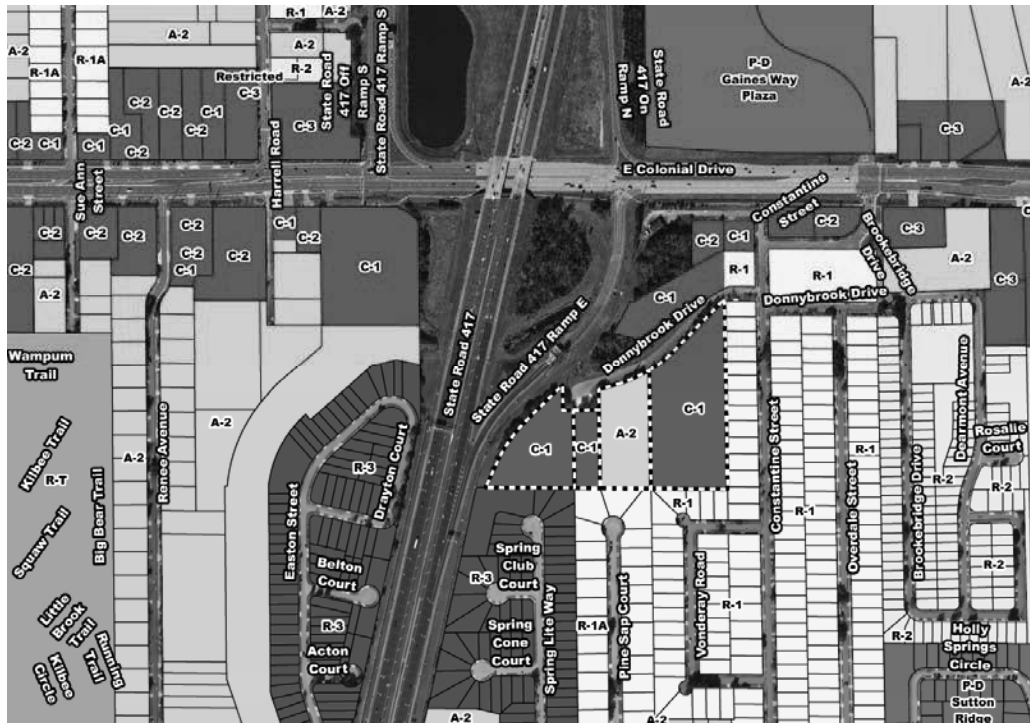 R-1
A-2
A-2
A-2
A-2
R-1A
R-1A
R-2
Restricted
State Road
417 Off
Ramp S
State Road 417 Ramp S
State Road
417 On
Ramp N
P-D
Gaines Way
Plaza
C-2
C-2
C-1
C-3
C-2
C-2
C-1
C-3
C-3
C-2
C-1
C-1
C-2
E Colonial Drive
Sue Ann
Street
Harrell Road
Constantine
Street
C-2
C-2
C-2
C-2
C-1
C-2
C-1
C-2
C-3
C
Brookebridge
Drive
C-2
C-2
C-1
C-2
C-1
A-2
R-1
R-1
A-2
C-1
C-3
Donnybrook Drive
Donnybrook Drive
State Road 417
State Road 417 Ramp E
Wampum
Trail
Kilbee Trail
R-T
Squaw Trail
Big Bear Trail
A-2
Renee Avenue
A-2
R-3
Drayton Court
Easton Street
C-1
C-1
A-2
C-1
Constantine Street
R-1
Overdale Street
R-1
Brookebridge Drive
Dearmont Avenue
Rosalie
Court
R-2
R-2
R-1
R-2
Belton
Court
R-3
Spring
Club
Court
R-3
Spring
Cone
Court
Spring Lite Way
R-1A
Pine Sap Court
Vonderay Road
R-1
Acton
Court
Little
Brook
Trail
Running
Trail
Kilbee
Circle
R-2
Holly
Springs
Circle
P-D
Sutton
Ridge
A-2
A-2